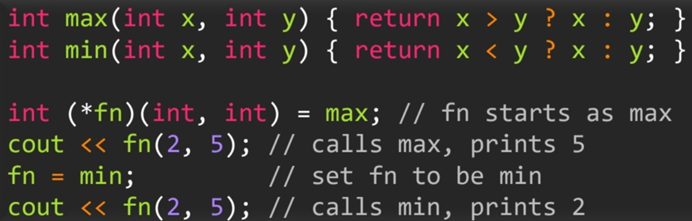 int max(int x, int y) { return x > y ? x : y; }
int min(int x, int y) { return x < y ? x : y; }
int (*fn)(int, int) = max; // fn starts as max
cout << fn(2, 5); // calls max, prints 5
fn = min;         // set fn to be min
cout << fn(2, 5); // calls min, prints 2